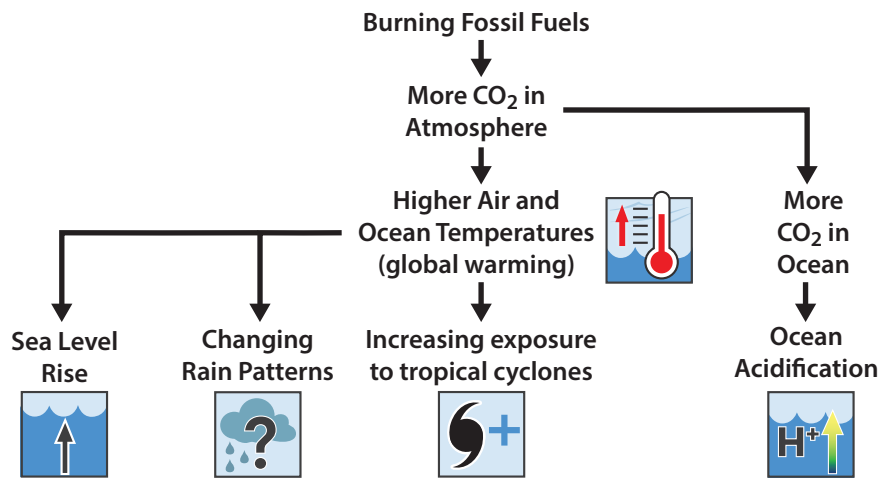 Burning Fossil Fuels
More CO₂ in
Atmosphere
Higher Air and
Ocean Temperatures
(global warming)
More
CO₂ in
Ocean
Sea Level
Rise
Changing
Rain Patterns
Increasing exposure
to tropical cyclones
Ocean
Acidification
?
+
H⁺